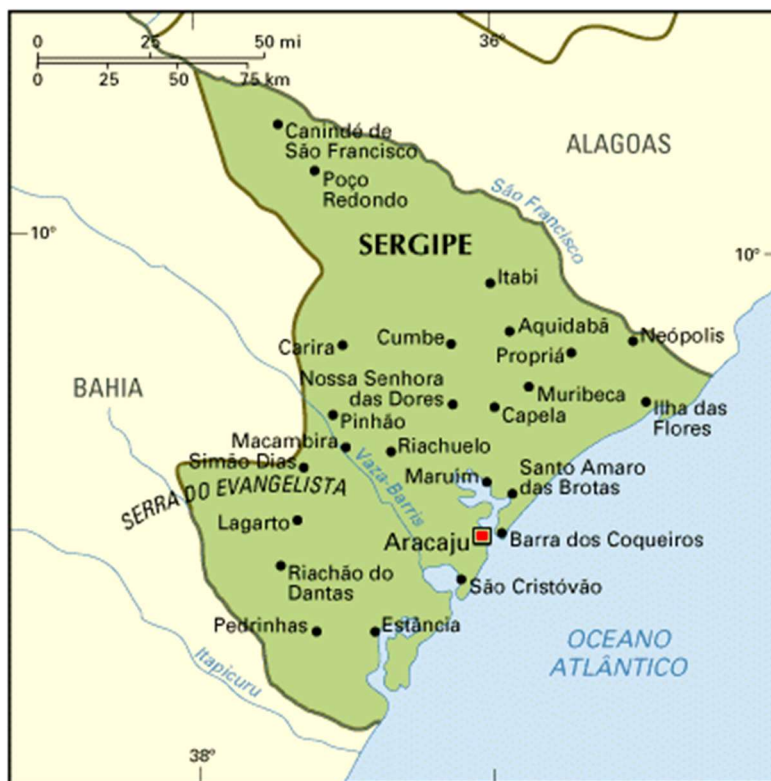 0 25 50 mi
0 25 50 75 km
36°
Canindé de
São Francisco
ALAGOAS
Poço
Redondo
São Francisco
10°
SERGIPE
10°
Itabi
Aquidabã
Neópolis
Carira
Cumbe
Propriá
BAHIA
Nossa Senhora
das Dores
Muribeca
Capela
Ilha das
Flores
Pinhão
Macambira
Riachuelo
Simão Dias
Vaza-Barris
Maruim
Santo Amaro
das Brotas
SERRA DO EVANGELISTA
Lagarto
Aracaju
Barra dos Coqueiros
Riachão do
Dantas
São Cristóvão
Pedrinhas
Estância
OCEANO
ATLÂNTICO
Itapicuru
38°